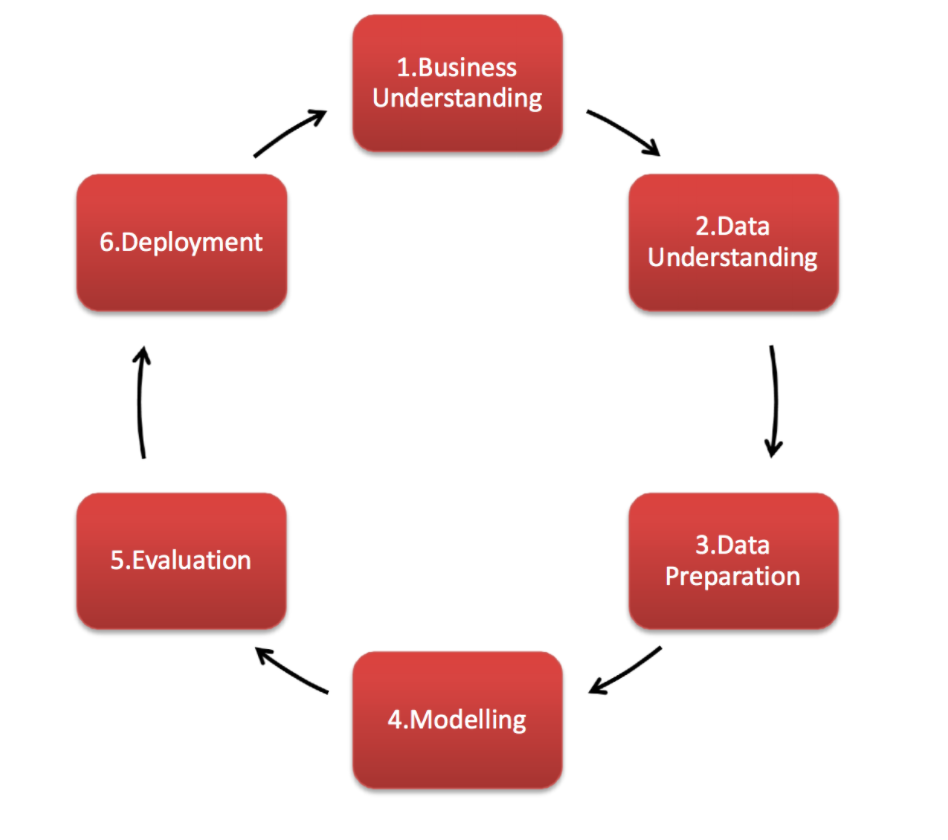 1.Business
Understanding
2.Data
Understanding
3.Data
Preparation
4.Modelling
5.Evaluation
6.Deployment